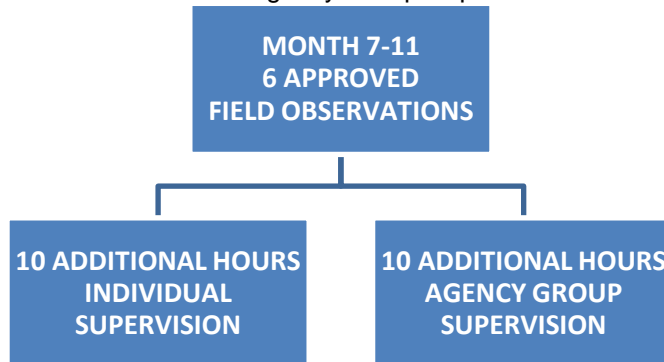 MONTH 7-11
6 APPROVED
FIELD OBSERVATIONS
10 ADDITIONAL HOURS
INDIVIDUAL
SUPERVISION
10 ADDITIONAL HOURS
AGENCY GROUP
SUPERVISION